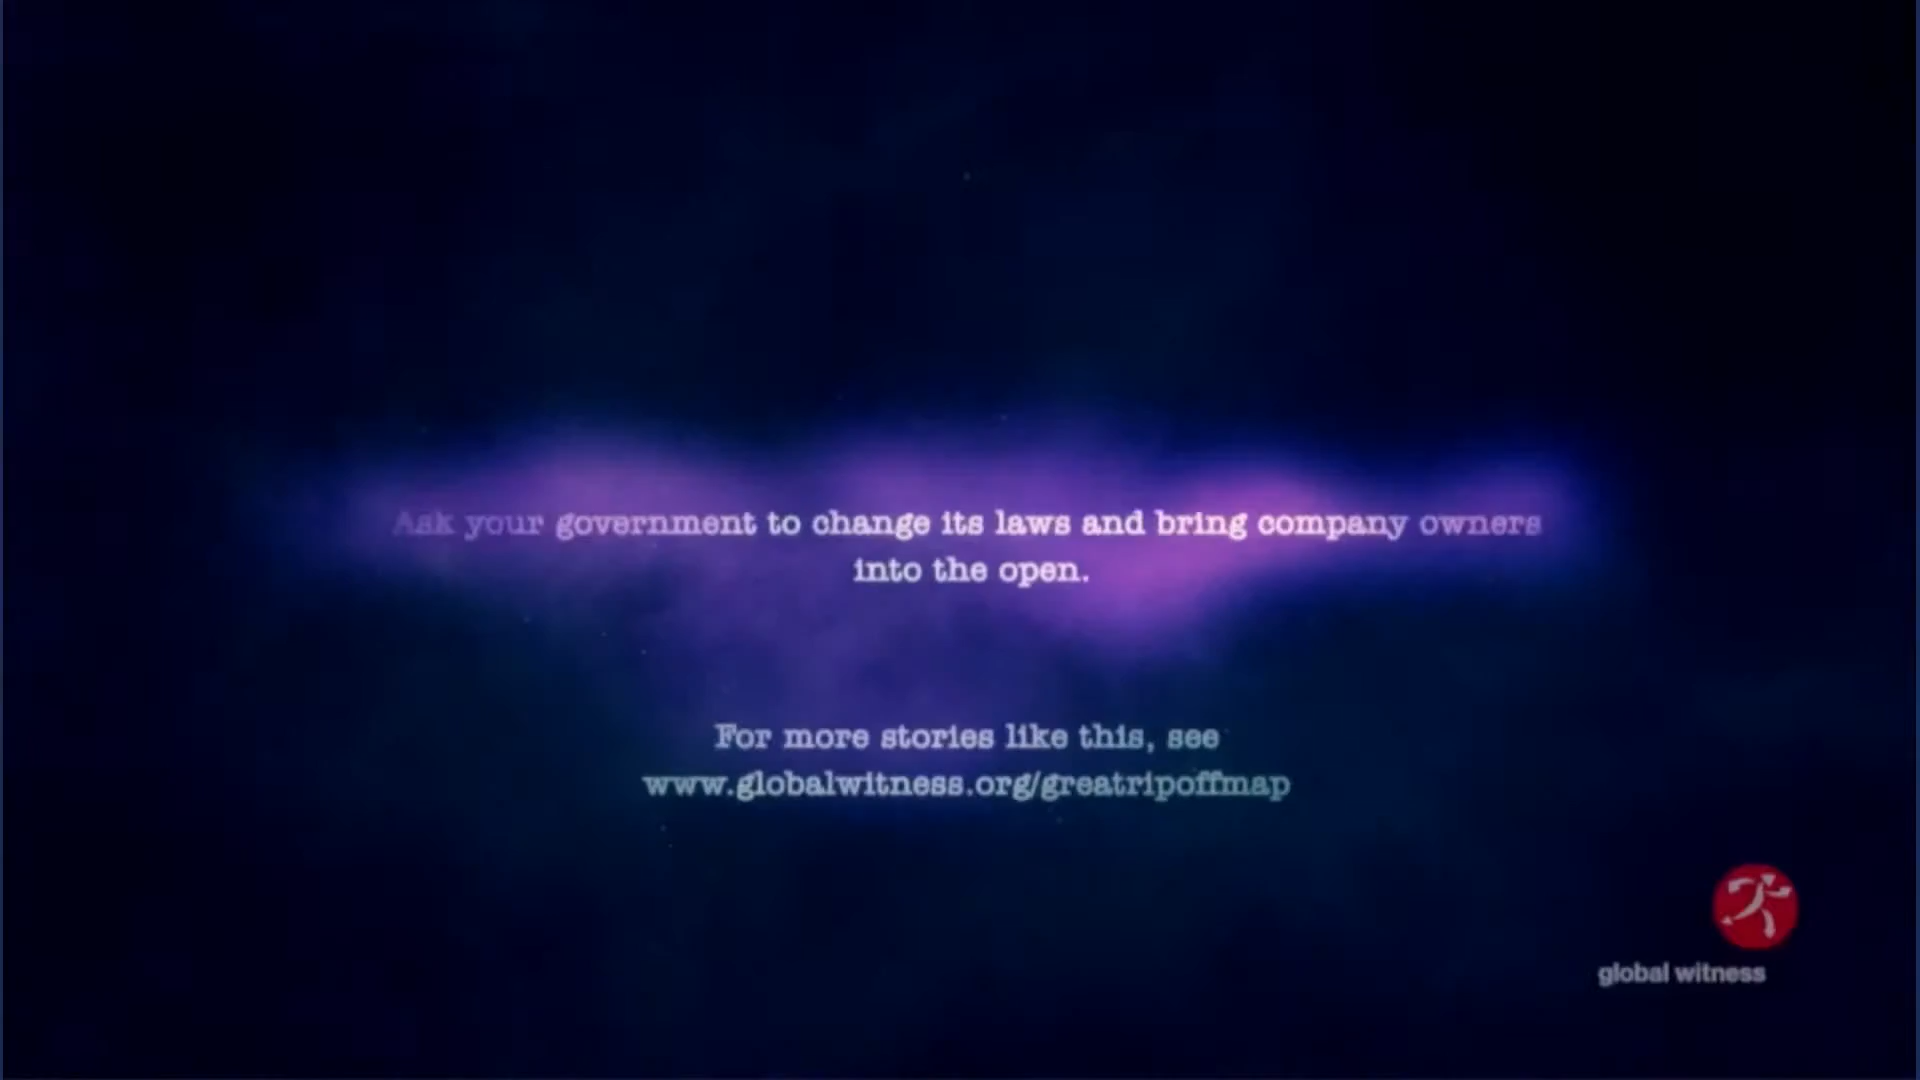 Ask your government to change its laws and bring company owners
into the open.
For more stories like this, see
www.globalwitness.org/greatripoffmap
global witness